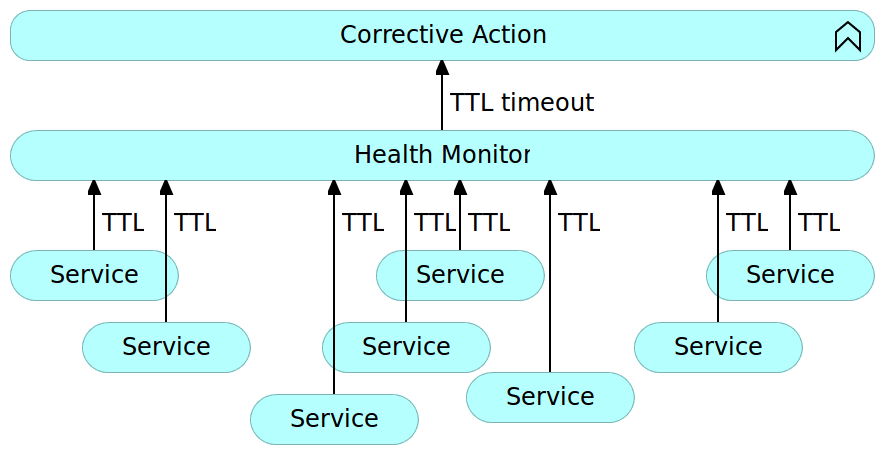 Corrective Action
TTL timeout
Health Monitor
TTL TTL TTL TTL TTL TTL TTL TTL
Service Service Service
Service Service Service
Service
Service